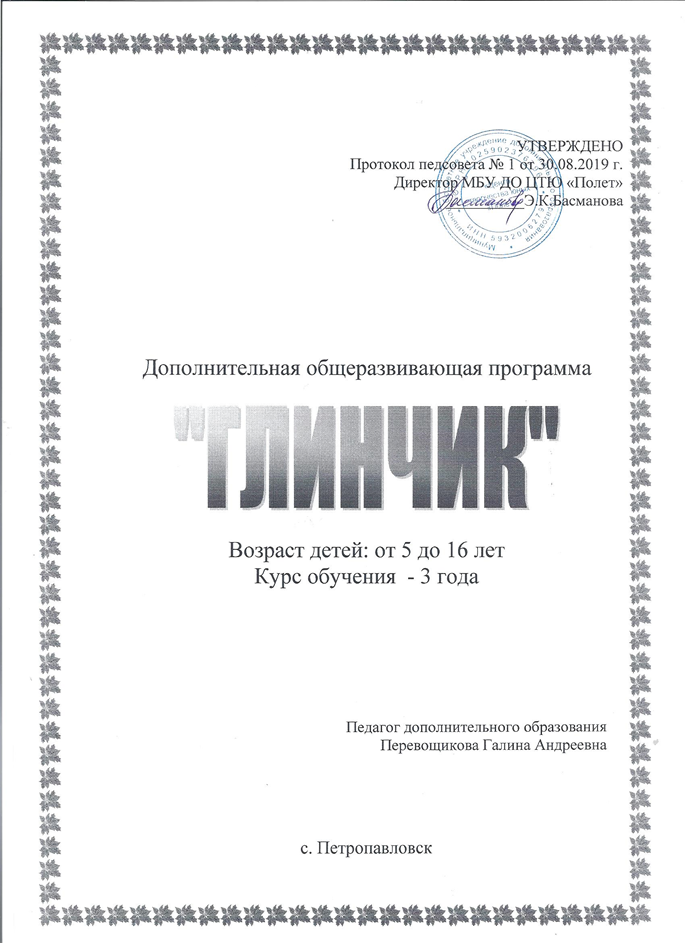 УТВЕРЖДЕНО
Протокол педсовета № 1 от 30.08.2019 г.
Директор МБУ ДО ЦТЮ «Полет»
Э.К.Басманова
Дополнительная общеразвивающая программа
"ГЛИНЧИК"
Возраст детей: от 5 до 16 лет
Курс обучения - 3 года
Педагог дополнительного образования
Перевощикова Галина Андреевна
с. Петропавловск